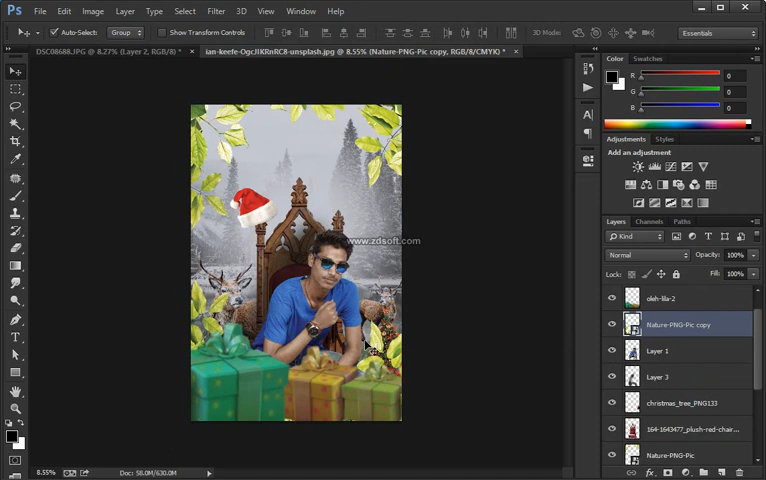 Ps File Edit Image Layer Type Select Filter 3D View Window Help
Auto-Select: Group Show Transform Controls 3D Mode: Essentials
DSC08688.JPG @ 8.27% (Layer 2, RGB/8) * × ian-keefe-OgcJIKRnRC8-unsplash.jpg @ 8.55% (Nature-PNG-Pic copy, RGB/8/CMYK) * ×
Color Swatches
R 0
G 0
B 0
Adjustments Styles
Add an adjustment
Layers Channels Paths
Kind
Normal Opacity: 100%
Lock: Fill: 100%
oleh-lila-2
Nature-PNG-Pic copy
Layer 1
Layer 3
christmas_tree_PNG133
164-1643477_plush-red-chair...
Nature-PNG-Pic
www.zdsoft.com
8.55% Doc: 58.0M/630.0M